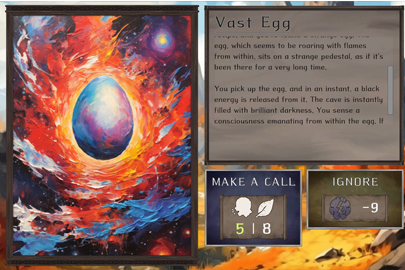 Vast Egg
egg, which seems to be roaring with flames
from within, sits on a strange pedestal, as if it's
been there for a very long time.
You pick up the egg, and in an instant, a black
energy is released from it. The cave is instantly
filled with brilliant darkness. You sense a
consciousness emanating from within the egg. If
MAKE A CALL
IGNORE
5 | 8
-9